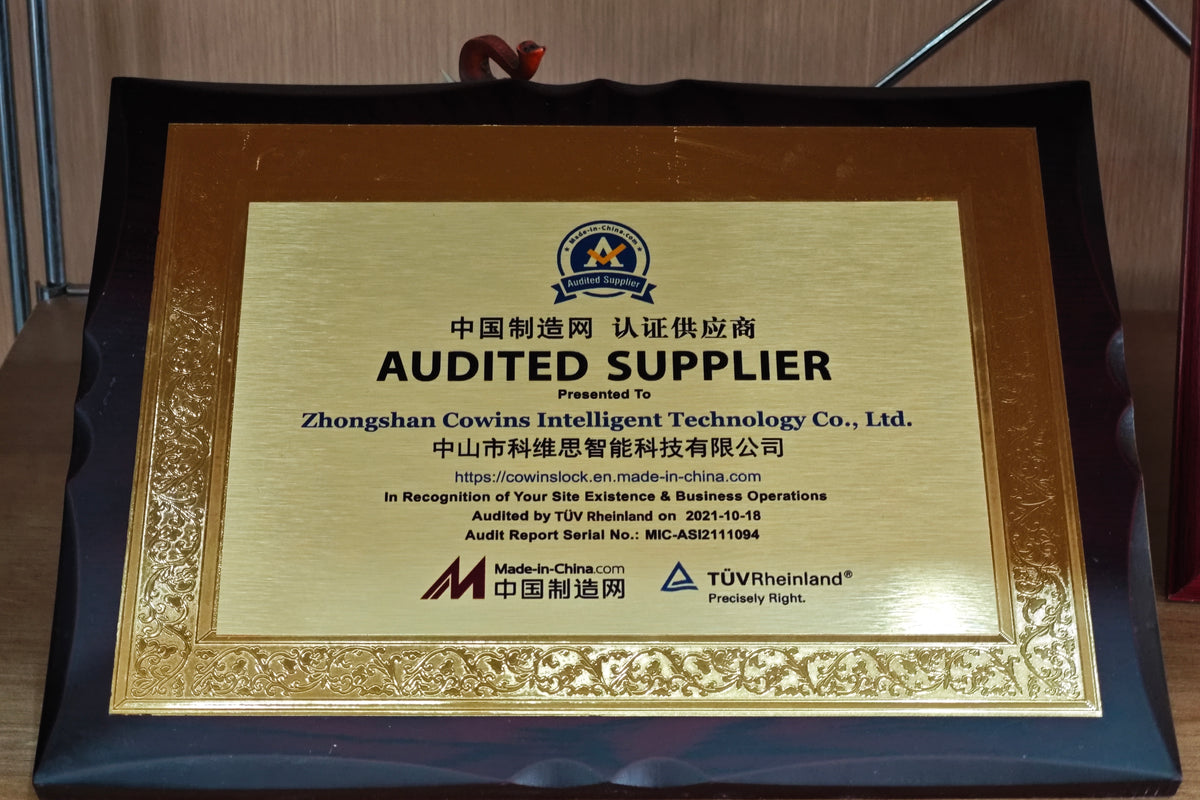 Made-in-China.com
Audited Supplier
中国制造网 认证供应商
AUDITED SUPPLIER
Presented To
Zhongshan Cowins Intelligent Technology Co., Ltd.
中山市科维思智能科技有限公司
https://cowinslock.en.made-in-china.com
In Recognition of Your Site Existence & Business Operations
Audited by TÜV Rheinland on 2021-10-18
Audit Report Serial No.: MIC-ASI2111094
Made-in-China.com
中国制造网
TÜVRheinland®
Precisely Right.